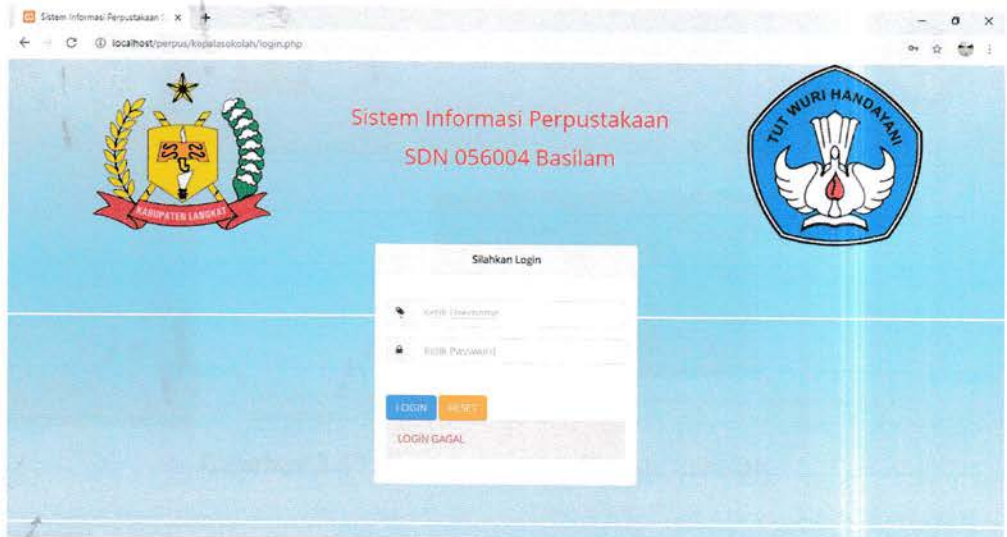 Sistem Informasi Perpustakaan S
localhost/perpus/kepalasekolah/login.php
KABUPATEN LANGKAT
TUT WURI HANDAYANI
Sistem Informasi Perpustakaan
SDN 056004 Basilam
Silahkan Login
Ketik Username
Ketik Password
LOGIN
RESET
LOGIN GAGAL